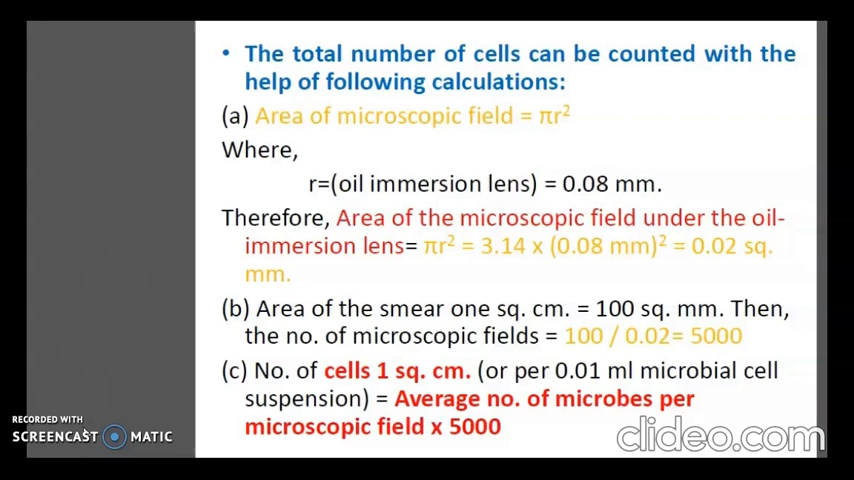 • The total number of cells can be counted with the
help of following calculations:
(a) Area of microscopic field = πr²
Where,
r=(oil immersion lens) = 0.08 mm.
Therefore, Area of the microscopic field under the oil-
immersion lens= πr² = 3.14 x (0.08 mm)² = 0.02 sq.
mm.
(b) Area of the smear one sq. cm. = 100 sq. mm. Then,
the no. of microscopic fields = 100 / 0.02= 5000
(c) No. of cells 1 sq. cm. (or per 0.01 ml microbial cell
suspension) = Average no. of microbes per
microscopic field x 5000
RECORDED WITH
SCREENCAST MATIC
clideo.com